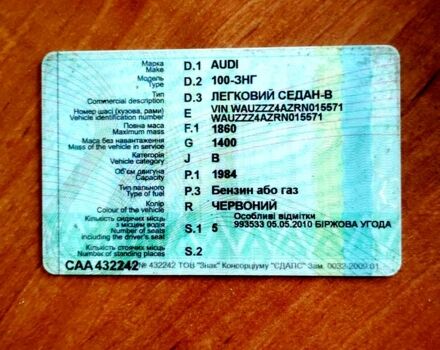 Марка
Make
D.1 AUDI
Модель
Type
D.2 100-ЗНГ
Тип
Commercial description
D.3 ЛЕГКОВИЙ СЕДАН-В
Номер шасі (кузова, рами)
Vehicle identification number
E VIN WAUZZZ4AZRN015571
WAUZZZ4AZRN015571
Повна маса
Maximum mass
F.1 1860
Маса без навантаження
Mass of the vehicle in service
G 1400
Категорія
Vehicle category
J B
Об'єм двигуна
Capacity
P.1 1984
Тип пального
Type of fuel
P.3 Бензин або газ
Колір
Colour of the vehicle
R ЧЕРВОНИЙ
Кількість сидячих місць
з місцем водія
Number of seats
including the driver's seat
S.1 5
Особливі відмітки
993533 05.05.2010 БІРЖОВА УГОДА
Кількість стоячих місць
Number of standing places
S.2
САА 432242
№ 432242 ТОВ "Знак" Консорціуму "ЄДАПС" Зам. 0032-2009.01